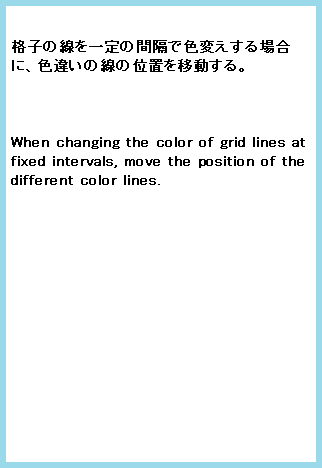 格子の線を一定の間隔で色変えする場合
に、色違いの線の位置を移動する。
When changing the color of grid lines at
fixed intervals, move the position of the
different color lines.